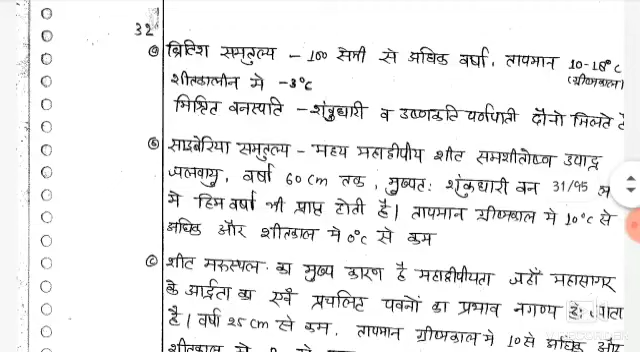 32
ⓐ ब्रिटिश समतुल्य – 100 सेमी से अधिक वर्षा, तापमान 10-18°C
(ग्रीष्मकाल)
शीतकालीन मे -3°C
मिश्रित वनस्पति – शंकुधारी व उष्णकटि पर्णपाती दोनो मिलते है
ⓑ साइबेरिया समतुल्य – मध्य महाद्वीपीय शीत समशीतोष्ण उपार्द्र
जलवायु, वर्षा 60 cm तक, मुख्यत: शंकुधारी वन 31/95
मे हिम वर्षा भी प्राप्त होती है। तापमान ग्रीष्मकाल मे 10°C से
अधिक और शीतकाल मे 0°C से कम
ⓒ शीत मरुस्थल का मुख्य कारण है महाद्वीपीयता जहाँ महासागर
के आर्द्रता का एवँ प्रचलित पवनों का प्रभाव नगण्य
है। वर्षा 25 cm से कम, तापमान ग्रीष्मकाल मे 10 से अधिक और